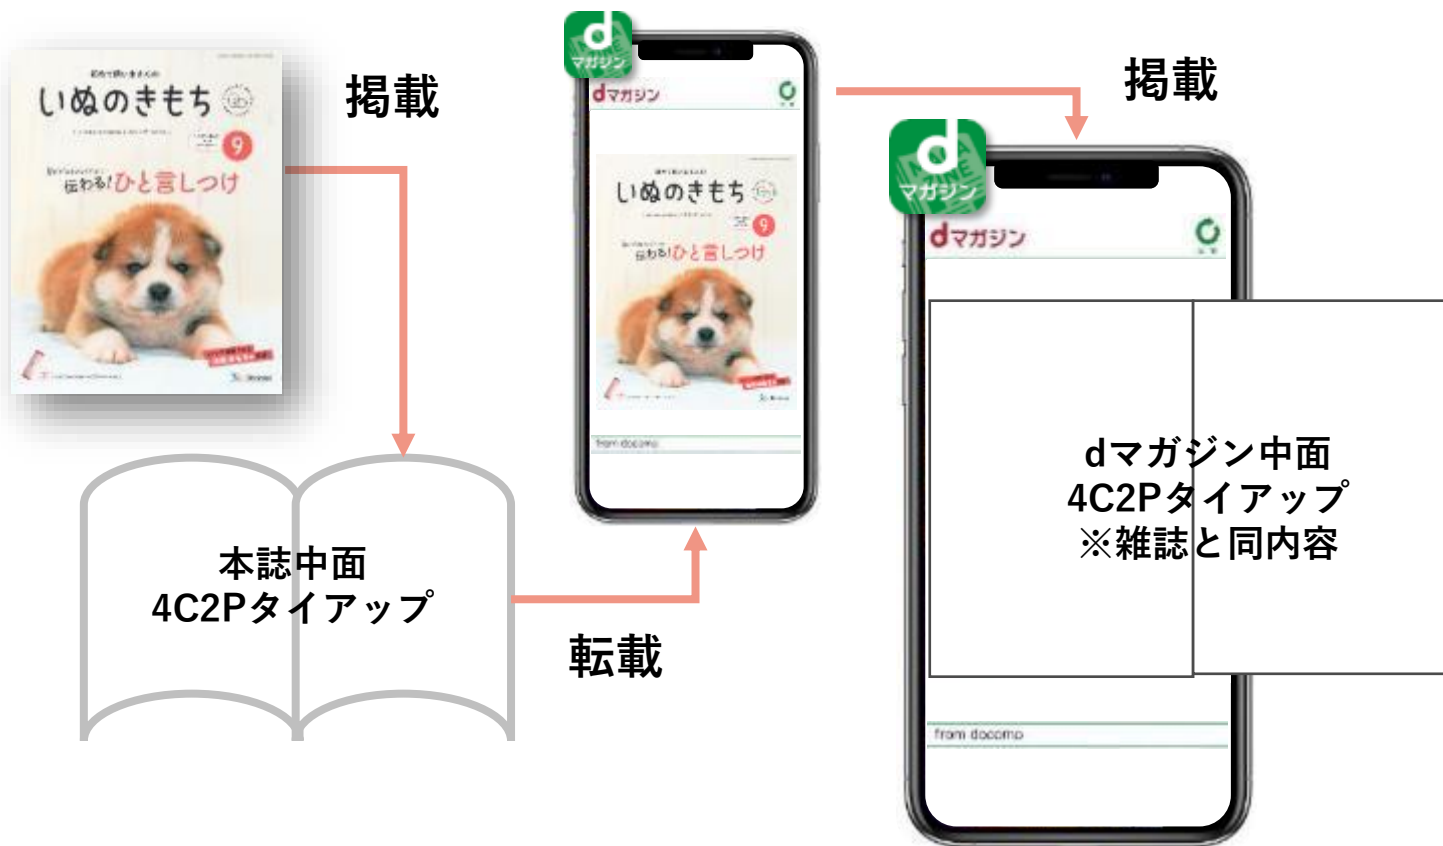 いぬのきもち
9
伝わる!ひと言しつけ
掲載
本誌中面
4C2Pタイアップ
転載
d
マガジン
dマガジン
いぬのきもち
9
伝わる!ひと言しつけ
from docomo
掲載
d
マガジン
dマガジン
dマガジン中面
4C2Pタイアップ
※雑誌と同内容
from docomo